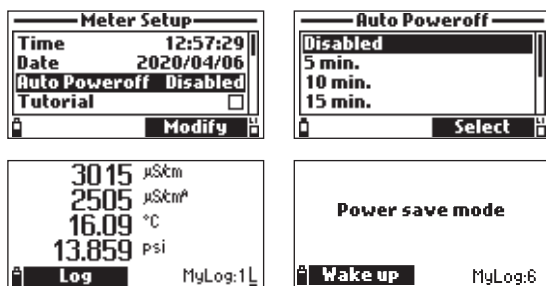 Meter Setup
Time 12:57:29
Date 2020/04/06
Auto Poweroff Disabled
Tutorial
Modify
Auto Poweroff
Disabled
5 min.
10 min.
15 min.
Select
3015 µS/cm
2505 µS/cmᴬ
16.09 °C
13.859 psi
Log MyLog:1L
Power save mode
Wake up MyLog:6